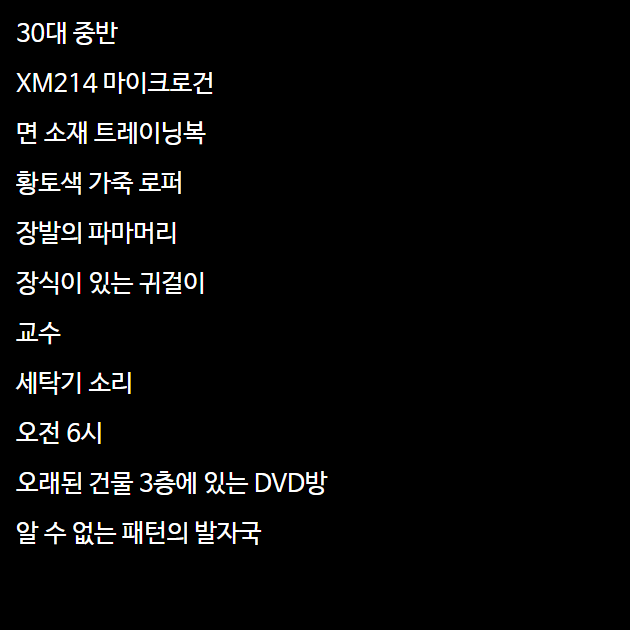 30대 중반
XM214 마이크로건
면 소재 트레이닝복
황토색 가죽 로퍼
장발의 파마머리
장식이 있는 귀걸이
교수
세탁기 소리
오전 6시
오래된 건물 3층에 있는 DVD방
알 수 없는 패턴의 발자국